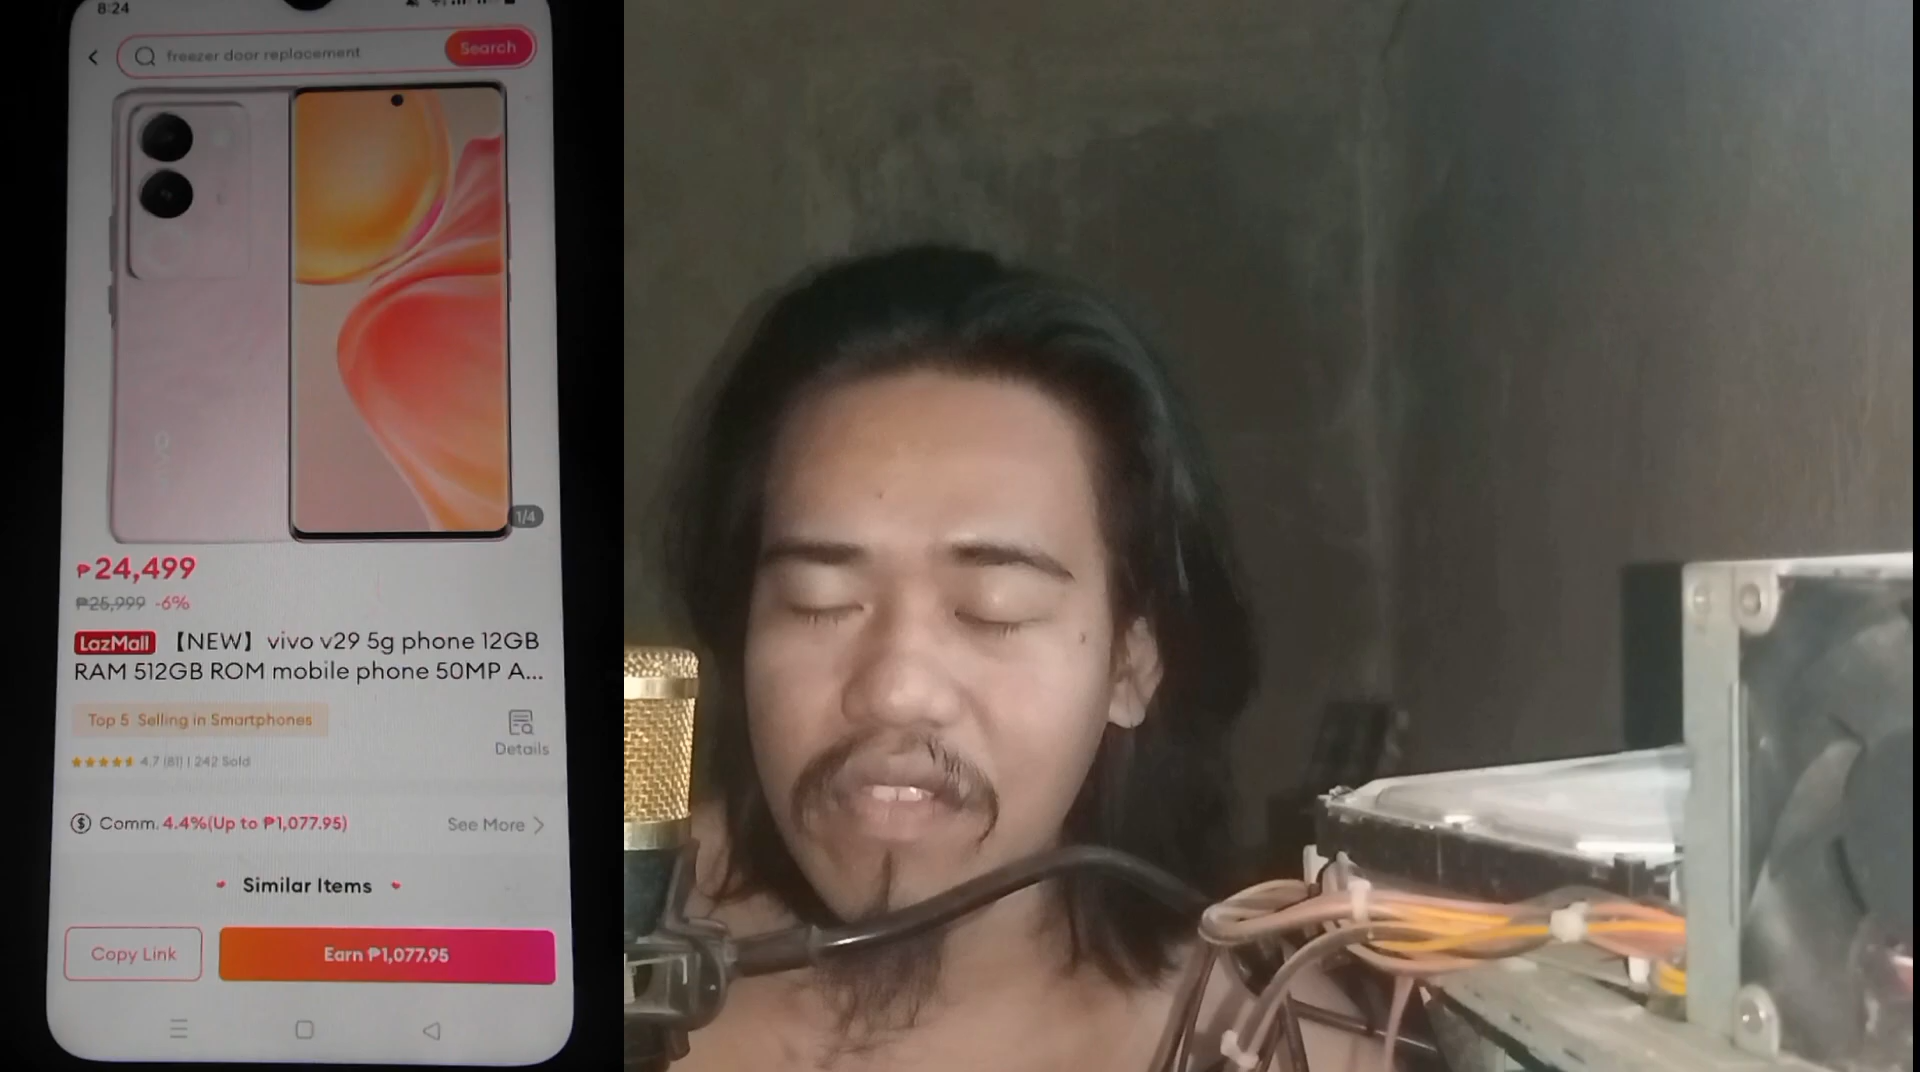 8:24
freezer door replacement
Search
vivo
1/4
₱24,499
₱25,999 -6%
LazMall 【NEW】 vivo v29 5g phone 12GB
RAM 512GB ROM mobile phone 50MP A...
Top 5 Selling in Smartphones
Details
4.7 (81) | 242 Sold
Comm. 4.4%(Up to ₱1,077.95)
See More
Similar Items
Copy Link
Earn ₱1,077.95